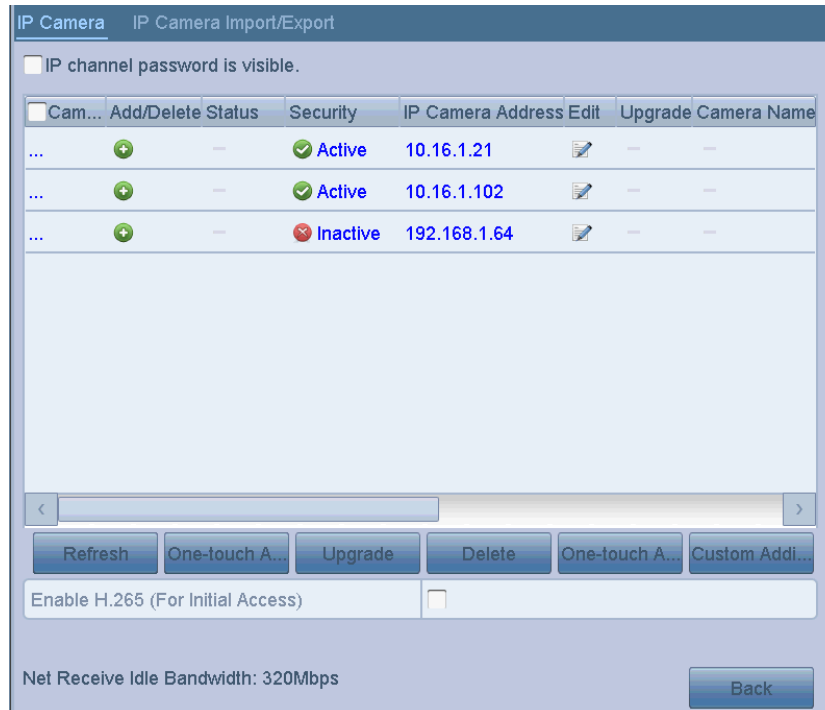 IP Camera IP Camera Import/Export
IP channel password is visible.
Cam... Add/Delete Status Security IP Camera Address Edit Upgrade Camera Name
... — Active 10.16.1.21 — —
... — Active 10.16.1.102 — —
... — Inactive 192.168.1.64 — —
Refresh One-touch A... Upgrade Delete One-touch A... Custom Addi...
Enable H.265 (For Initial Access)
Net Receive Idle Bandwidth: 320Mbps
Back